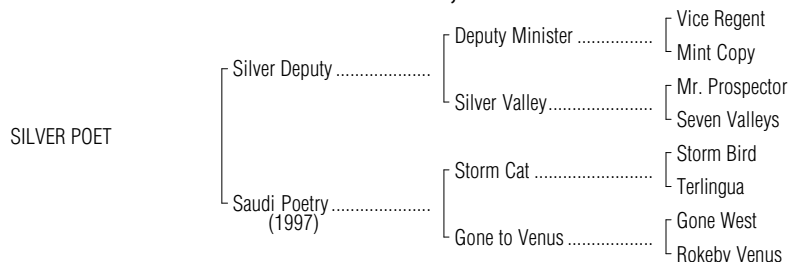 Vice Regent
Deputy Minister ................
Mint Copy
Silver Deputy ....................
Mr. Prospector
Silver Valley......................
Seven Valleys
SILVER POET
Storm Bird
Storm Cat .........................
Terlingua
Saudi Poetry .....................
(1997)
Gone West
Gone to Venus ..................
Rokeby Venus